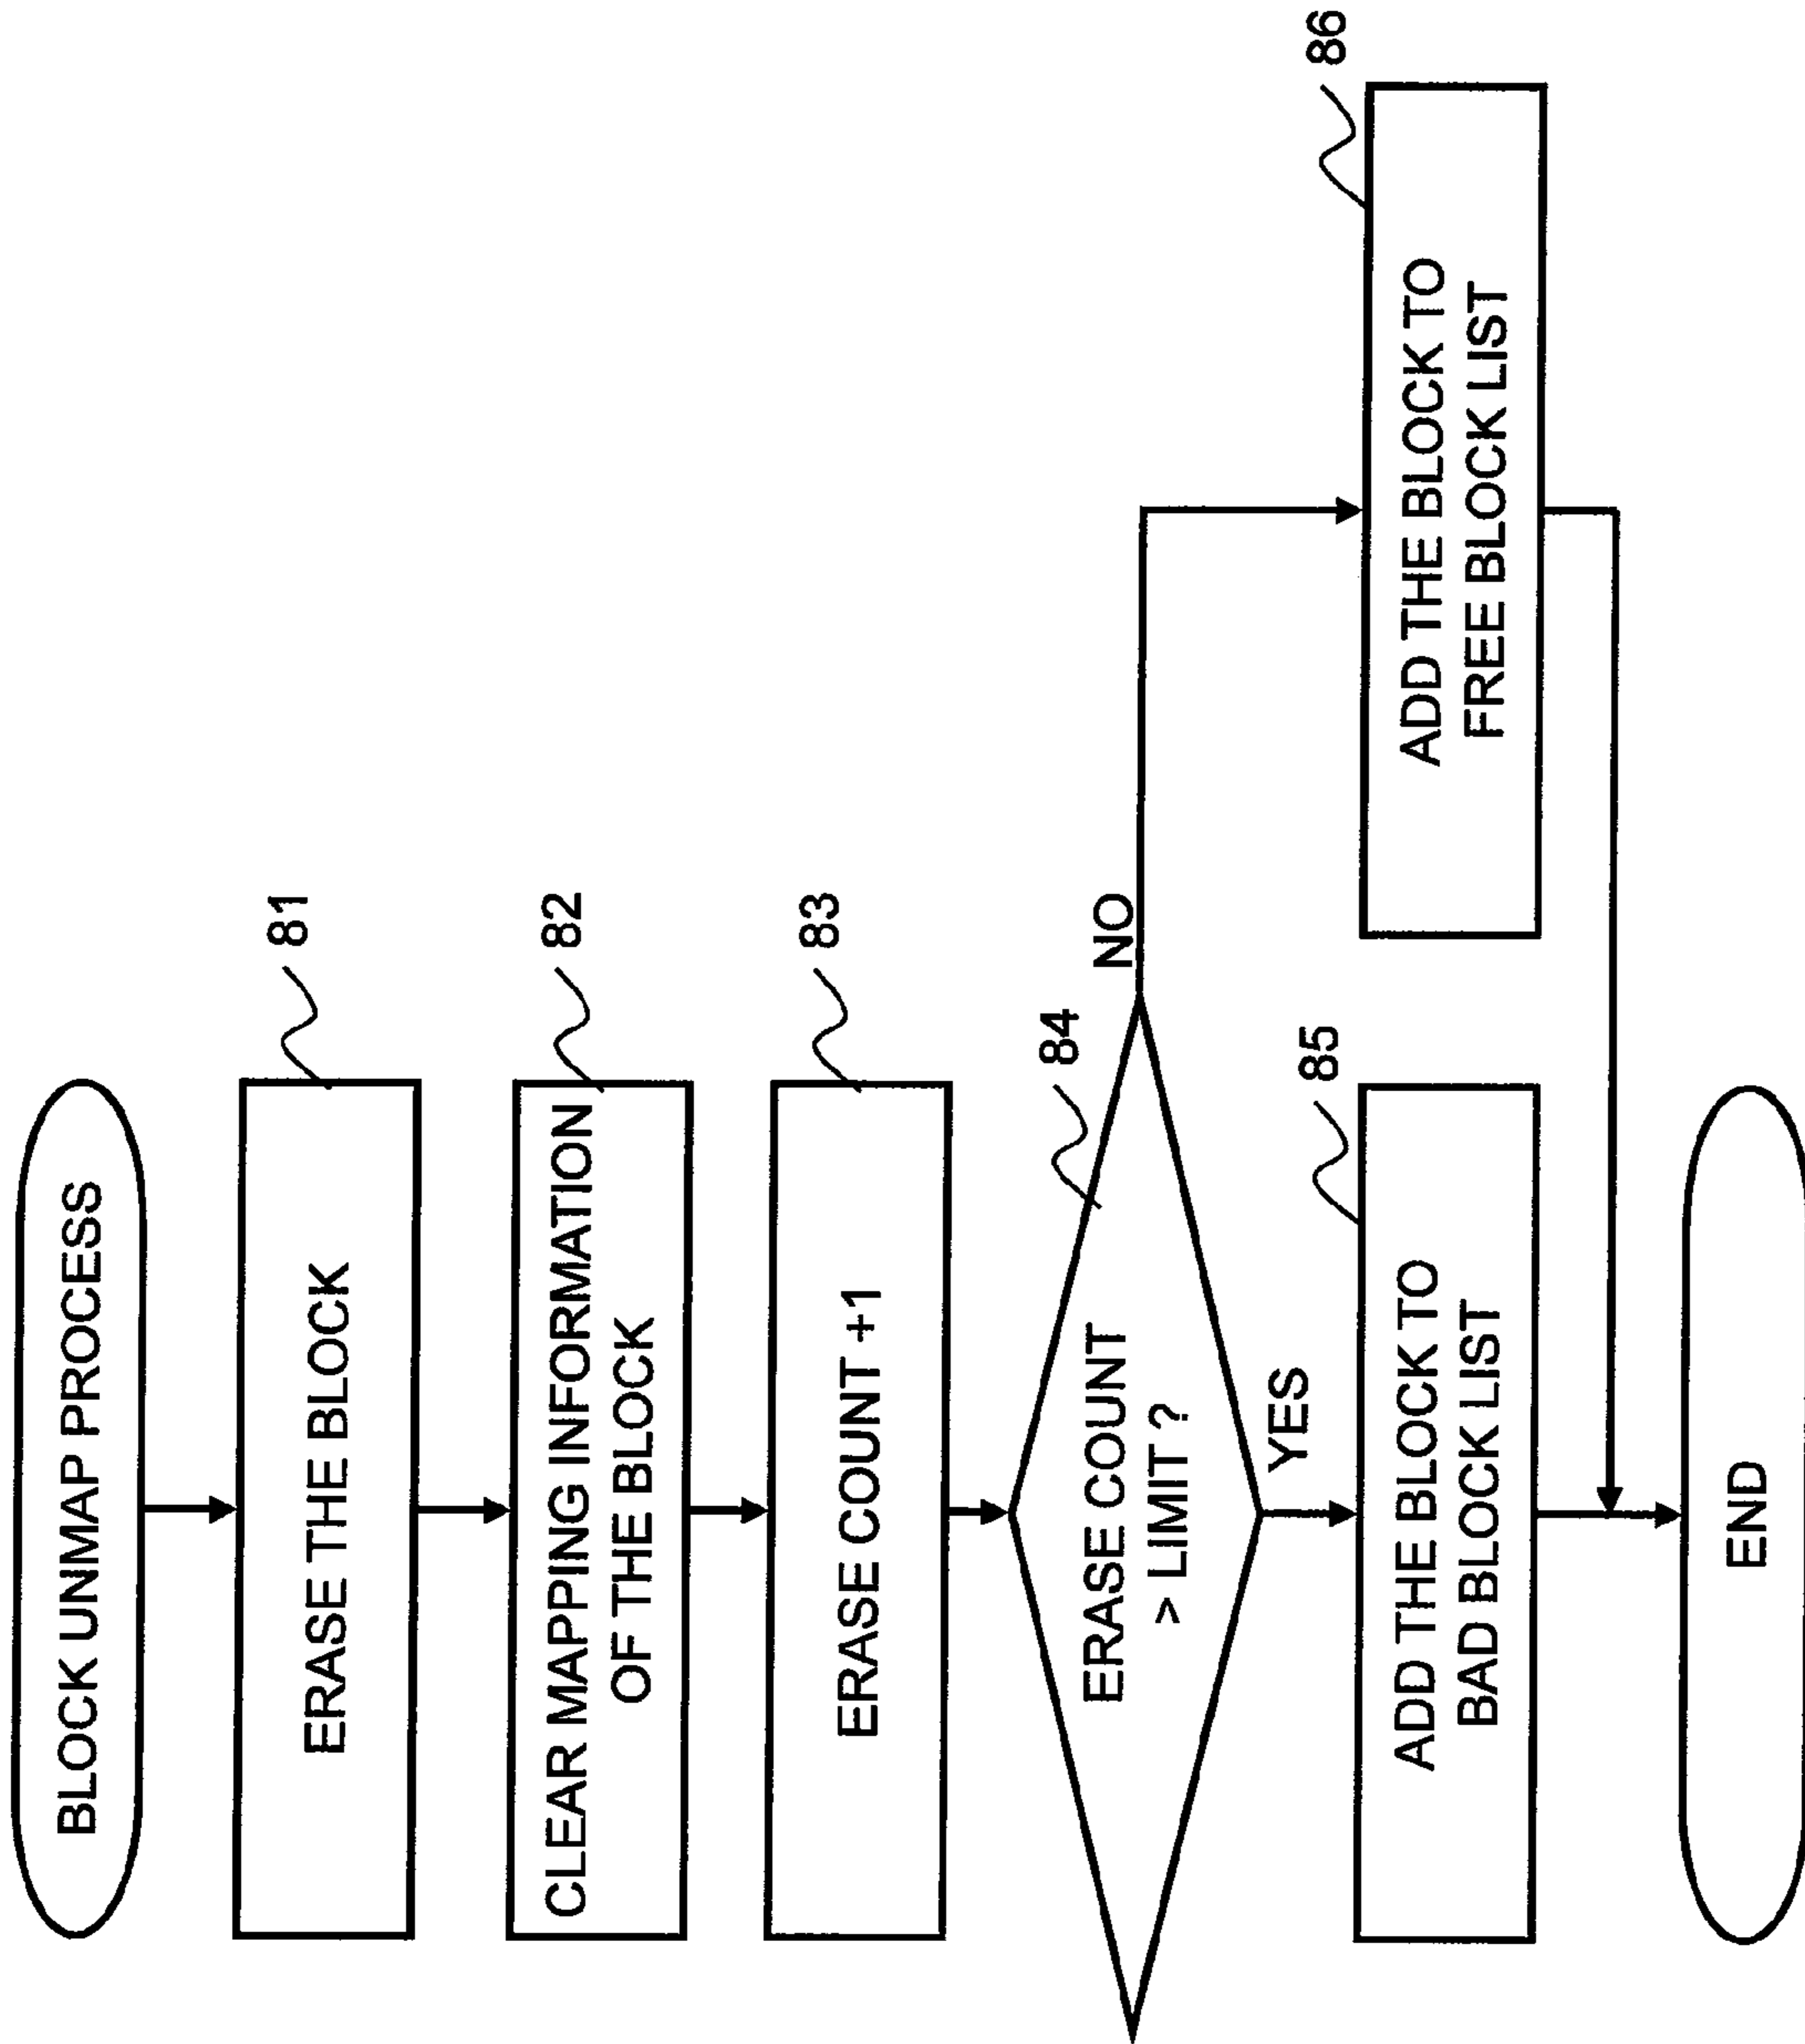 BLOCK UNMAP PROCESS
81
ERASE THE BLOCK
82
CLEAR MAPPING INFORMATION
OF THE BLOCK
83
ERASE COUNT +1
84
ERASE COUNT
> LIMIT ?
NO
YES
85
ADD THE BLOCK TO
BAD BLOCK LIST
86
ADD THE BLOCK TO
FREE BLOCK LIST
END